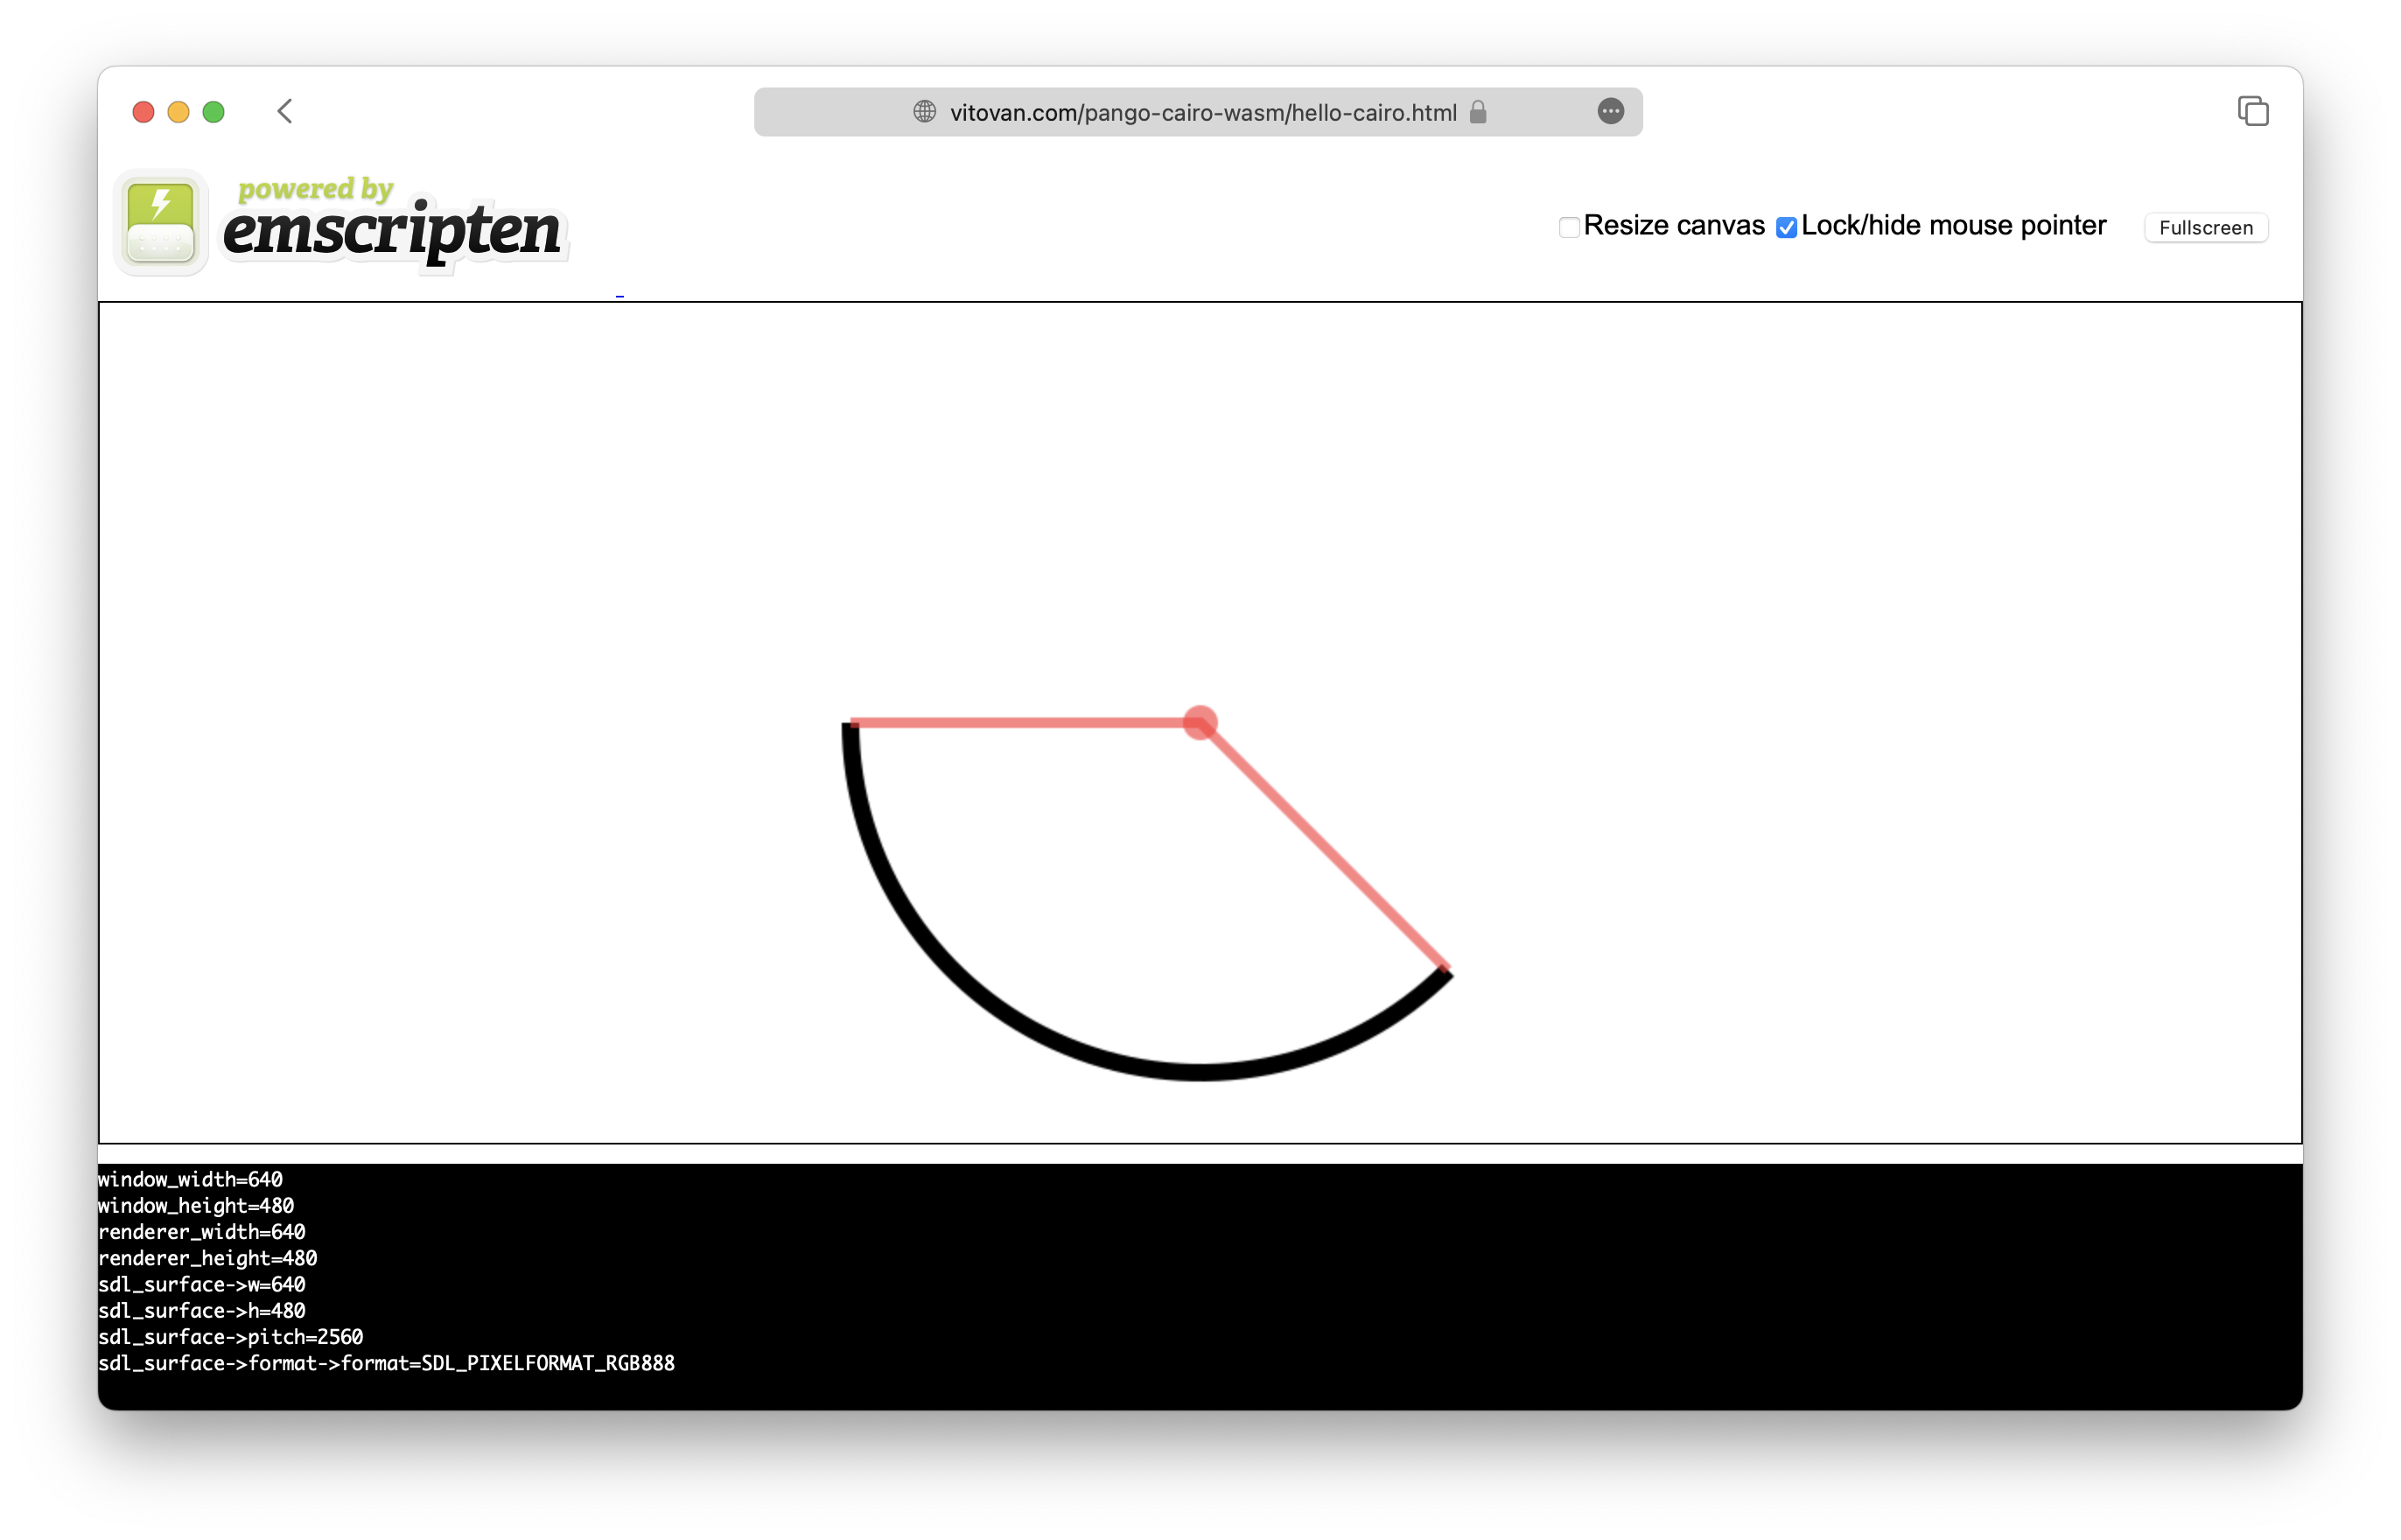 vitovan.com/pango-cairo-wasm/hello-cairo.html
powered by
emscripten
Resize canvas Lock/hide mouse pointer Fullscreen
window_width=640
window_height=480
renderer_width=640
renderer_height=480
sdl_surface->w=640
sdl_surface->h=480
sdl_surface->pitch=2560
sdl_surface->format->format=SDL_PIXELFORMAT_RGB888